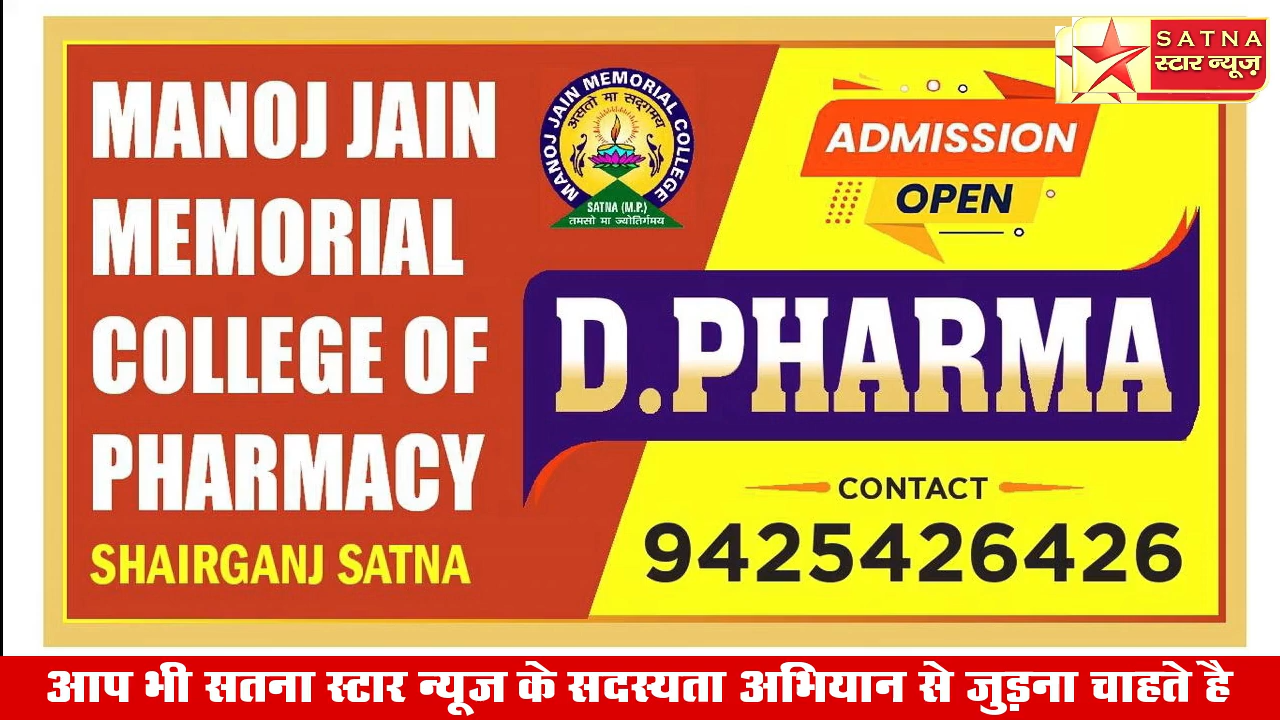 MANOJ JAIN
MEMORIAL
COLLEGE OF
PHARMACY
SHAIRGANJ SATNA
MANOJ JAIN MEMORIAL COLLEGE
असतो मा सद्गमय
SATNA (M.P.)
तमसो मा ज्योतिर्गमय
ADMISSION
OPEN
D.PHARMA
CONTACT
9425426426
SATNA
स्टार न्यूज़
आप भी सतना स्टार न्यूज के सदस्यता अभियान से जुड़ना चाहते है